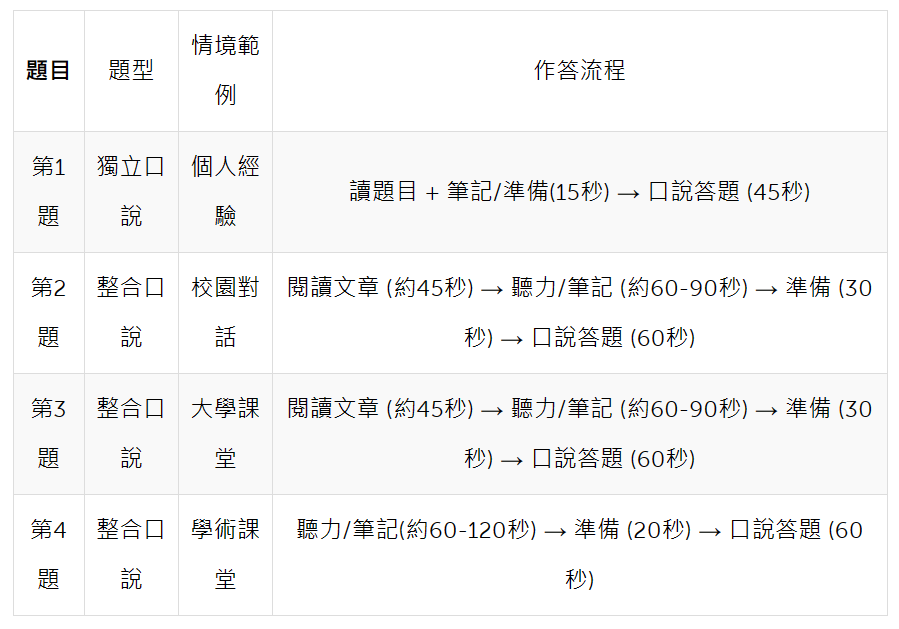 題目 題型 情境範例 作答流程
第1題 獨立口說 個人經驗 讀題目 + 筆記/準備(15秒) → 口說答題 (45秒)
第2題 整合口說 校園對話 閱讀文章 (約45秒) → 聽力/筆記 (約60-90秒) → 準備 (30秒) → 口說答題 (60秒)
第3題 整合口說 大學課堂 閱讀文章 (約45秒) → 聽力/筆記 (約60-90秒) → 準備 (30秒) → 口說答題 (60秒)
第4題 整合口說 學術課堂 聽力/筆記(約60-120秒) → 準備 (20秒) → 口說答題 (60秒)